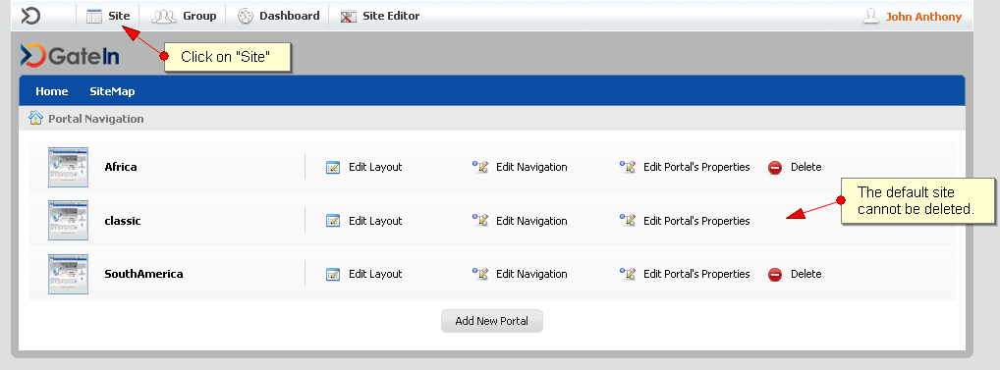 Site Group Dashboard Site Editor John Anthony
Click on "Site"
GateIn
Home SiteMap
Portal Navigation
Africa Edit Layout Edit Navigation Edit Portal's Properties Delete
The default site
cannot be deleted.
classic Edit Layout Edit Navigation Edit Portal's Properties
SouthAmerica Edit Layout Edit Navigation Edit Portal's Properties Delete
Add New Portal